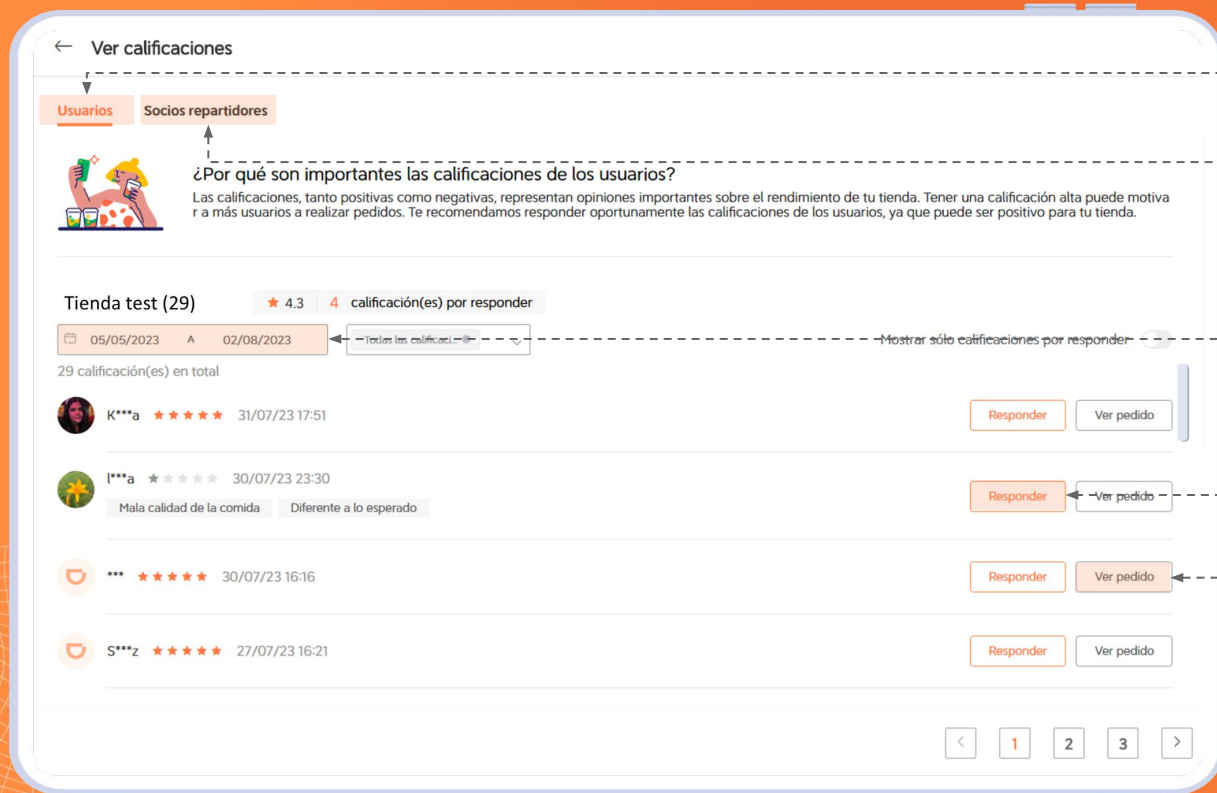 Ver calificaciones
Usuarios Socios repartidores
¿Por qué son importantes las calificaciones de los usuarios?
Las calificaciones, tanto positivas como negativas, representan opiniones importantes sobre el rendimiento de tu tienda. Tener una calificación alta puede motiva
r a más usuarios a realizar pedidos. Te recomendamos responder oportunamente las calificaciones de los usuarios, ya que puede ser positivo para tu tienda.
Tienda test (29) 4.3 4 calificación(es) por responder
05/05/2023 A 02/08/2023 Todas las calificaci... Mostrar sólo calificaciones por responder
29 calificación(es) en total
K***a 31/07/23 17:51 Responder Ver pedido
l***a 30/07/23 23:30 Responder Ver pedido
Mala calidad de la comida Diferente a lo esperado
*** 30/07/23 16:16 Responder Ver pedido
S***z 27/07/23 16:21 Responder Ver pedido
< 1 2 3 >